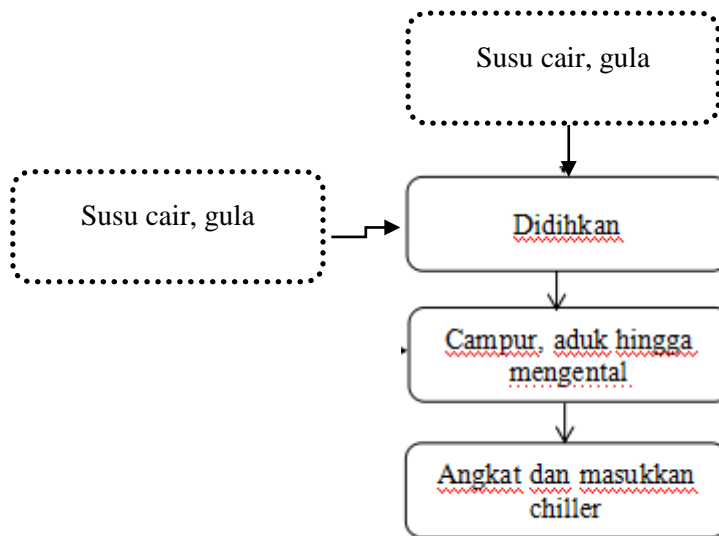 Susu cair, gula
Susu cair, gula
Didihkan
Campur, aduk hingga
mengental
Angkat dan masukkan
chiller